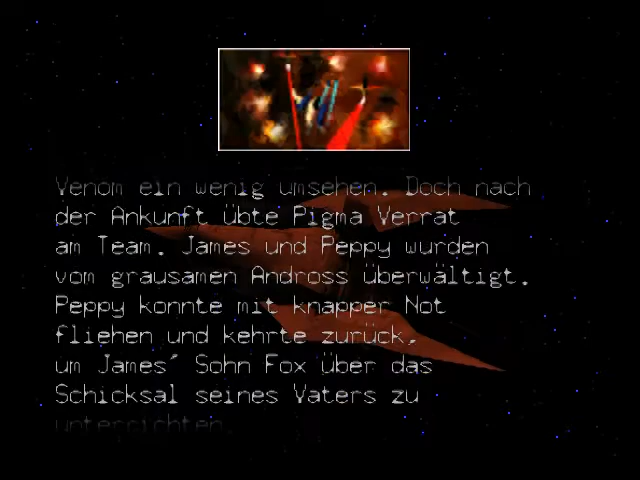 Venom ein wenig umsehen. Doch nach
der Ankunft übte Pigma Verrat
am Team. James und Peppy wurden
vom grausamen Andross überwältigt.
Peppy konnte mit knapper Not
fliehen und kehrte zurück,
um James' Sohn Fox über das
Schicksal seines Vaters zu
unterrichten.